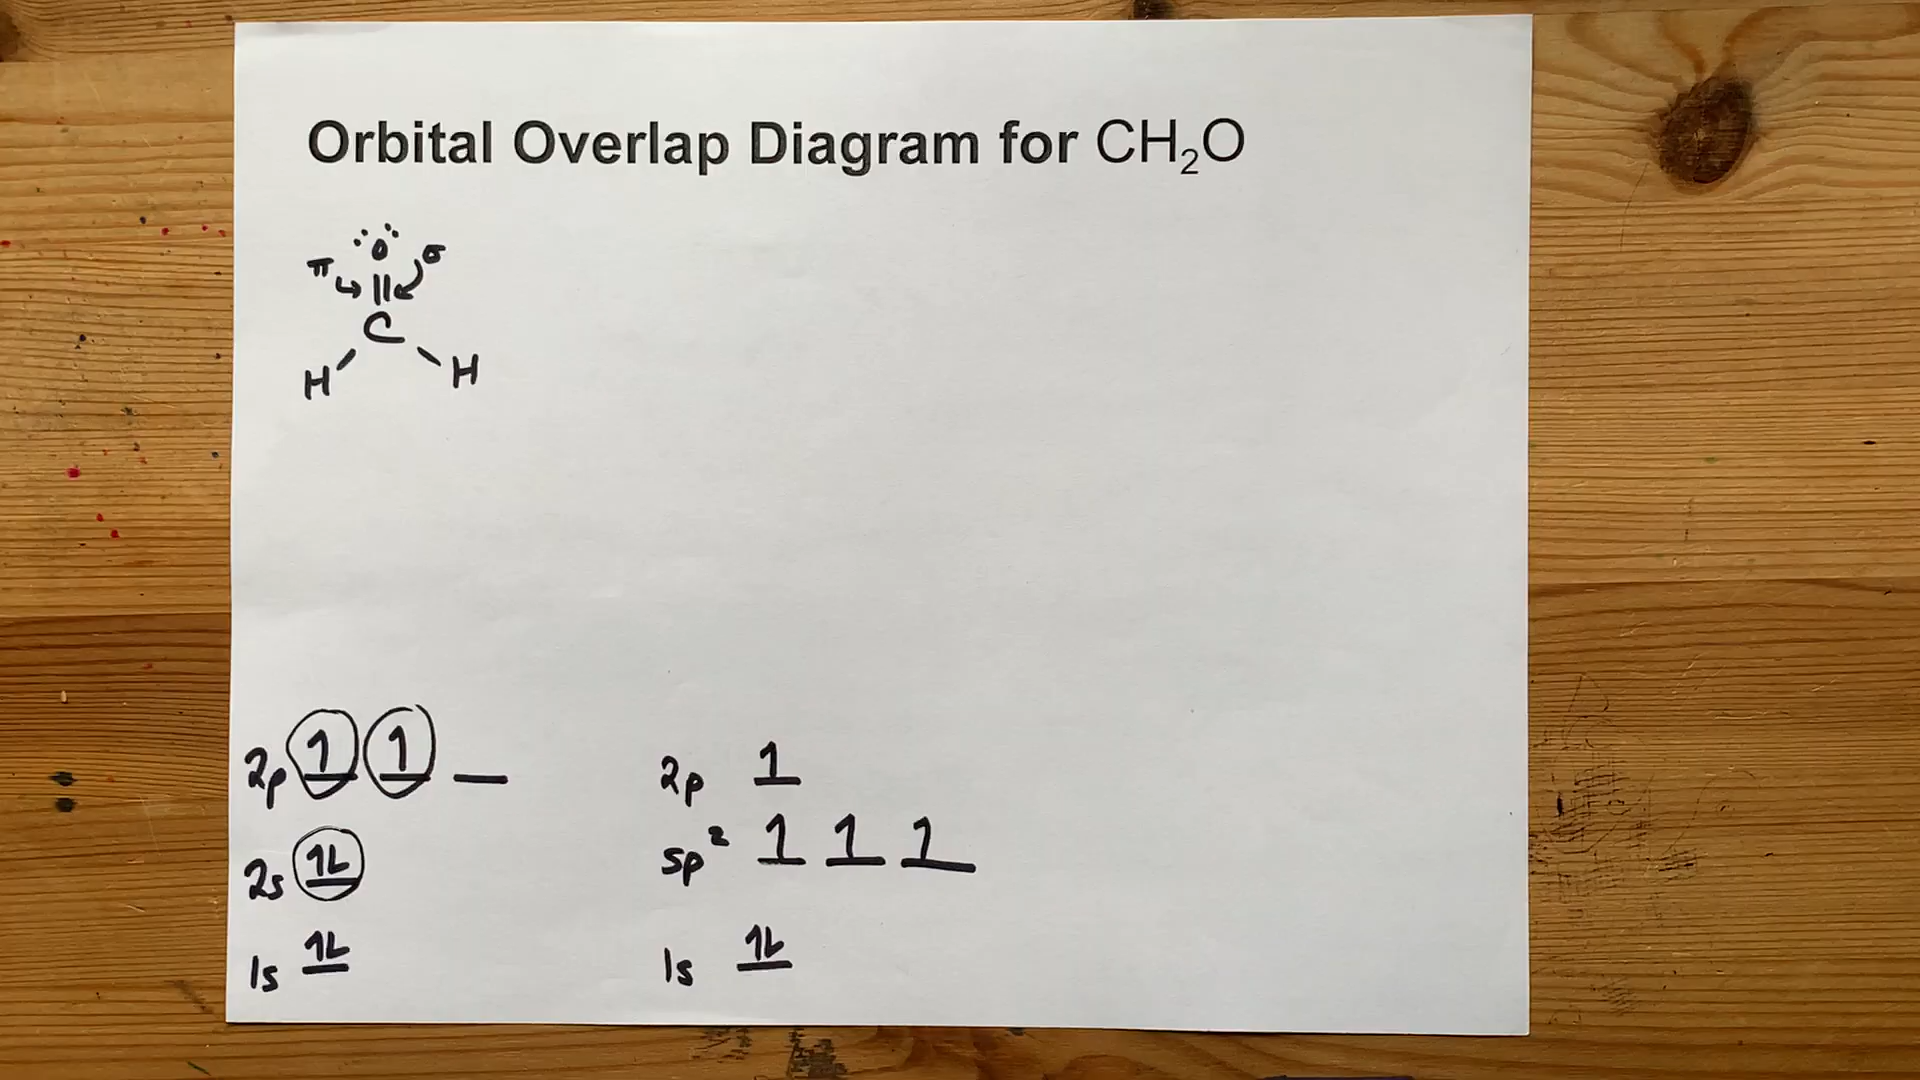 Orbital Overlap Diagram for CH₂O
O
π σ
C
H H
2p 1 1
2s 1L
1s 1L
2p 1
sp² 1 1 1
1s 1L